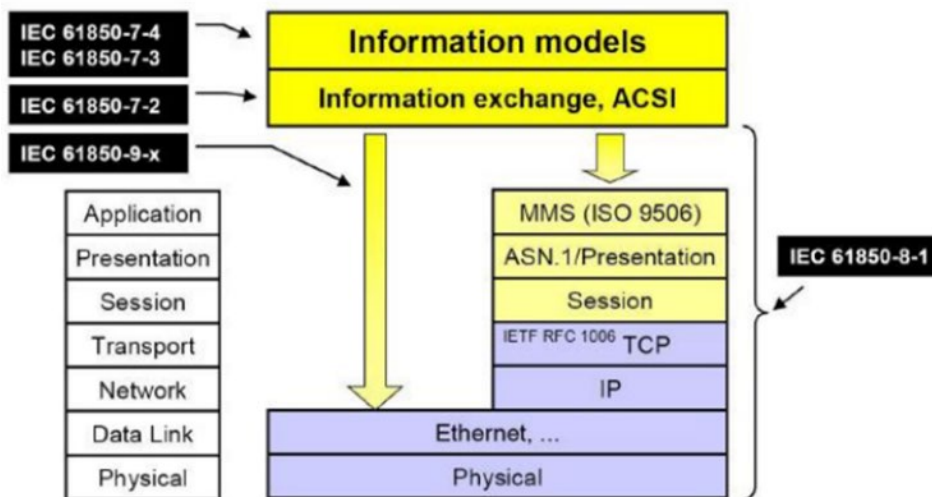 IEC 61850-7-4
IEC 61850-7-3
Information models
IEC 61850-7-2
Information exchange, ACSI
IEC 61850-9-x
Application
MMS (ISO 9506)
Presentation
ASN.1/Presentation
IEC 61850-8-1
Session
Session
Transport
IETF RFC 1006 TCP
Network
IP
Data Link
Ethernet, ...
Physical
Physical